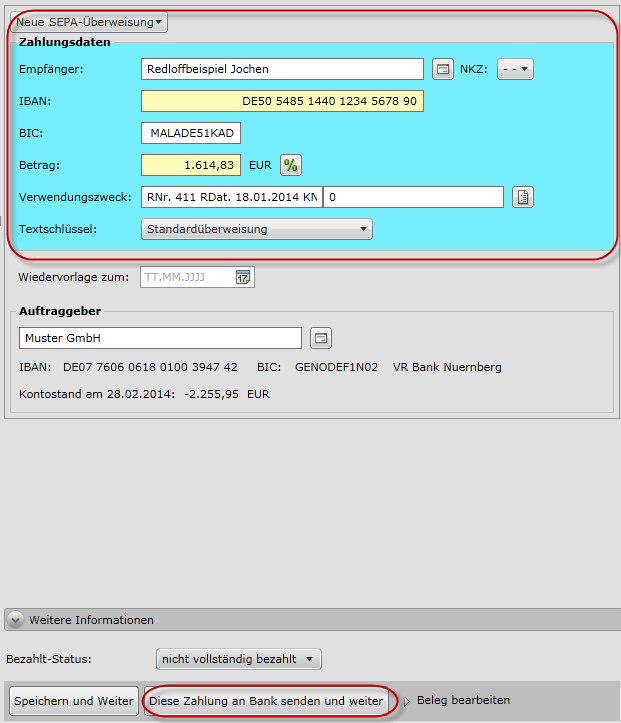 Neue SEPA-Überweisung
Zahlungsdaten
Empfänger: Redloffbeispiel Jochen NKZ: - -
IBAN: DE50 5485 1440 1234 5678 90
BIC: MALADE51KAD
Betrag: 1.614,83 EUR %
Verwendungszweck: RNr. 411 RDat. 18.01.2014 KN 0
Textschlüssel: Standardüberweisung
Wiedervorlage zum: TT.MM.JJJJ 17
Auftraggeber
Muster GmbH
IBAN: DE07 7606 0618 0100 3947 42 BIC: GENODEF1N02 VR Bank Nuernberg
Kontostand am 28.02.2014: -2.255,95 EUR
Weitere Informationen
Bezahlt-Status: nicht vollständig bezahlt
Speichern und Weiter Diese Zahlung an Bank senden und weiter Beleg bearbeiten